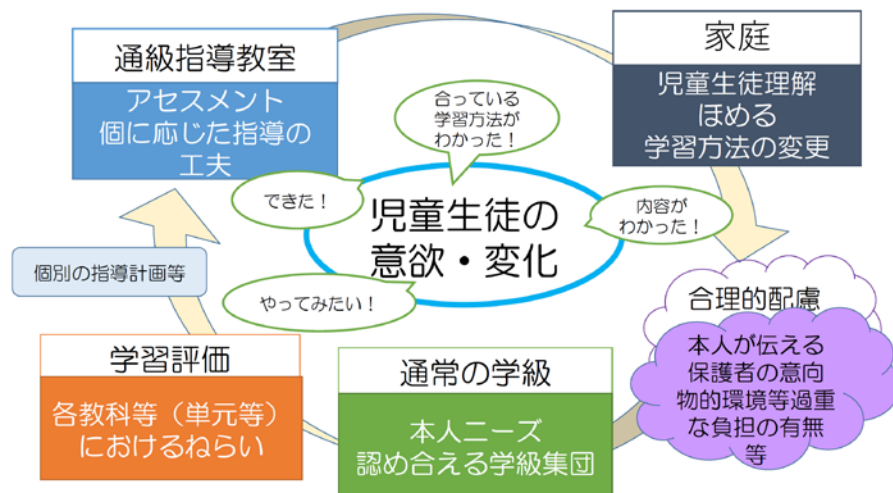 通級指導教室
アセスメント
個に応じた指導の
工夫
家庭
児童生徒理解
ほめる
学習方法の変更
合っている
学習方法が
わかった！
できた！
児童生徒の
意欲・変化
内容が
わかった！
やってみたい！
個別の指導計画等
合理的配慮
本人が伝える
保護者の意向
物的環境等過重
な負担の有無
等
学習評価
各教科等（単元等）
におけるねらい
通常の学級
本人ニーズ
認め合える学級集団